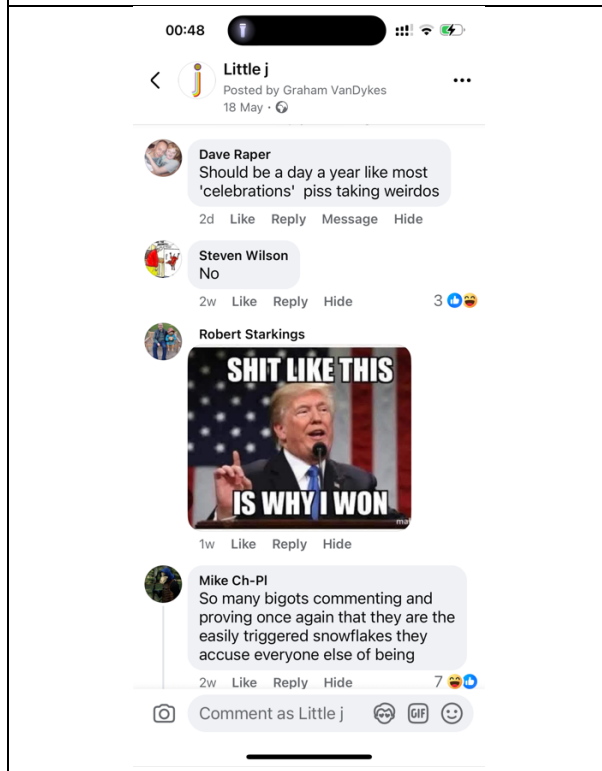 00:48
j
Little j
Posted by Graham VanDykes
18 May ·
Dave Raper
Should be a day a year like most
'celebrations'  piss taking weirdos
2d Like Reply Message Hide
Steven Wilson
No
2w Like Reply Hide 3
Robert Starkings
SHIT LIKE THIS
IS WHY I WON
1w Like Reply Hide
Mike Ch-Pl
So many bigots commenting and
proving once again that they are the
easily triggered snowflakes they
accuse everyone else of being
2w Like Reply Hide 7
Comment as Little j GIF